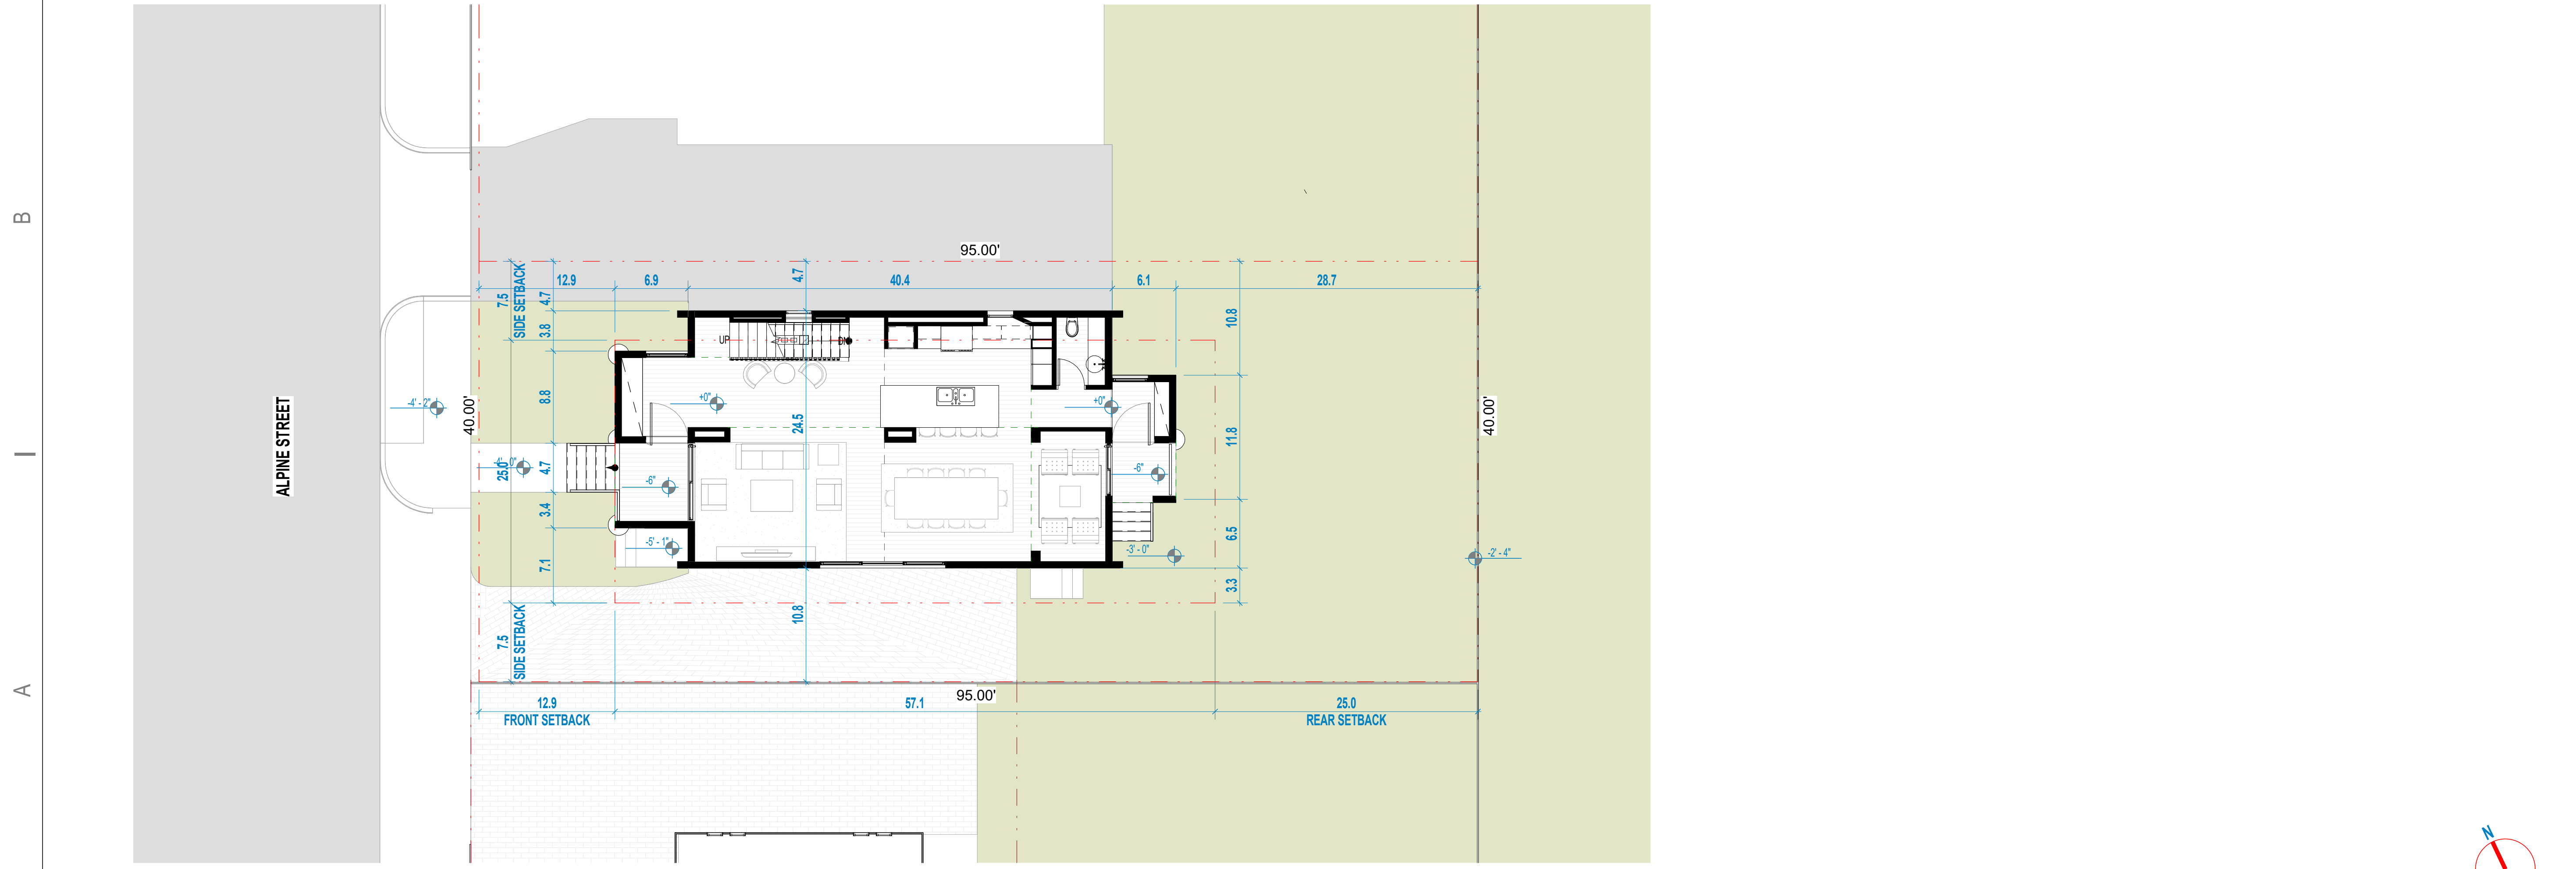 B
95.00'
12.9
6.9
4.7
40.4
6.1
28.7
7.5
SIDE SETBACK
4.7
3.8
10.8
UP
8.8
24.5
+0"
+0"
11.8
-4' - 2"
40.00'
40.00'
ALPINE STREET
25.0
4.7
-6"
-6"
3.4
-5' - 1"
-3' - 0"
6.5
-2' - 4"
7.1
3.3
10.8
7.5
SIDE SETBACK
A
95.00'
12.9
57.1
25.0
FRONT SETBACK
REAR SETBACK
N